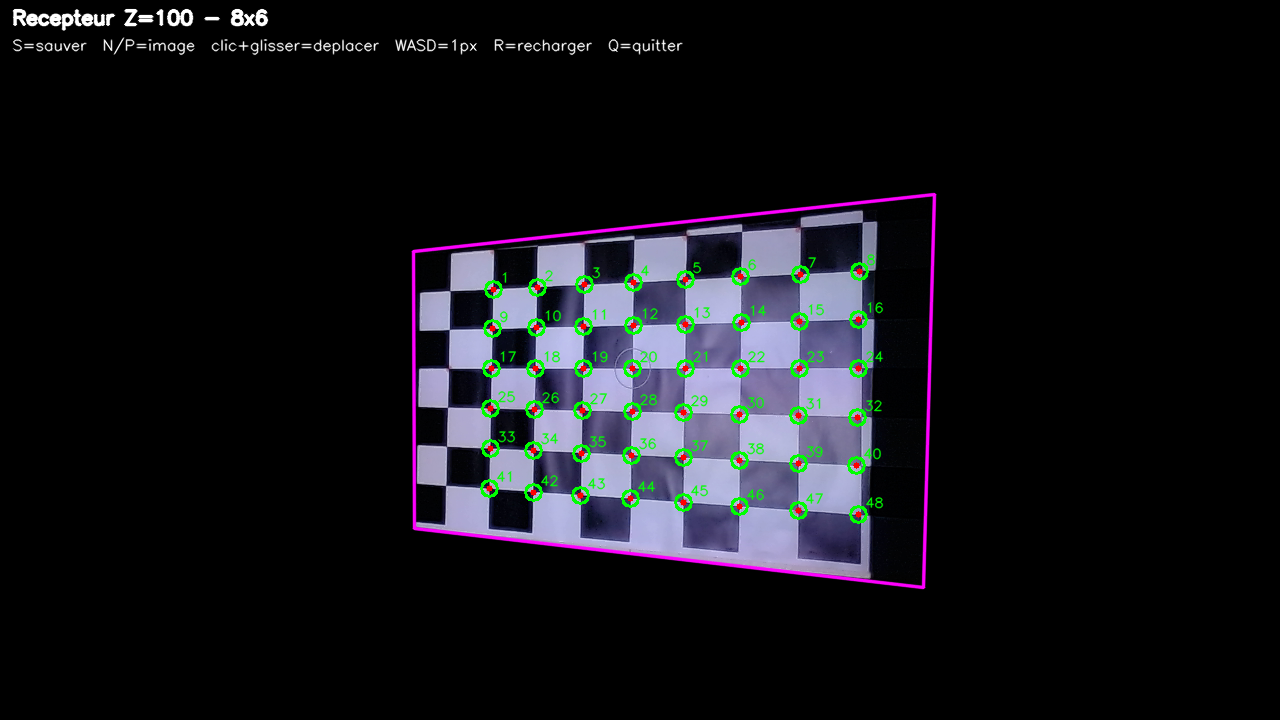 Recepteur Z=100 - 8x6
S=sauver N/P=image clic+glisser=deplacer WASD=1px R=recharger Q=quitter
1 2 3 4 5 6 7 8
9 10 11 12 13 14 15 16
17 18 19 20 21 22 23 24
25 26 27 28 29 30 31 32
33 34 35 36 37 38 39 40
41 42 43 44 45 46 47 48